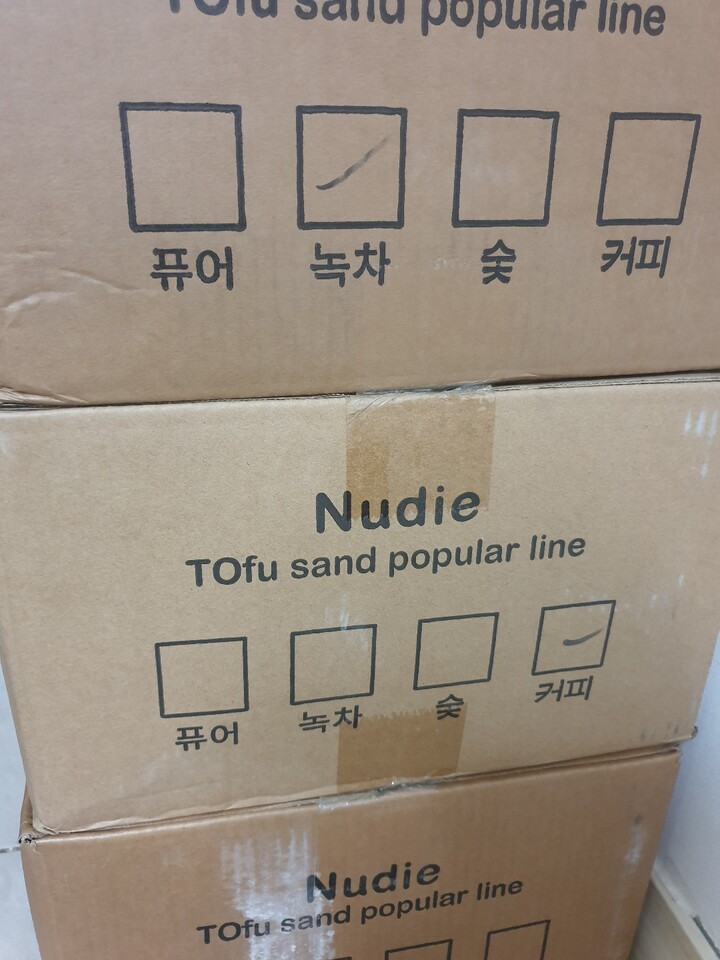 TOfu sand popular line
퓨어 녹차 숯 커피
Nudie
TOfu sand popular line
퓨어 녹차 숯 커피
Nudie
TOfu sand popular line